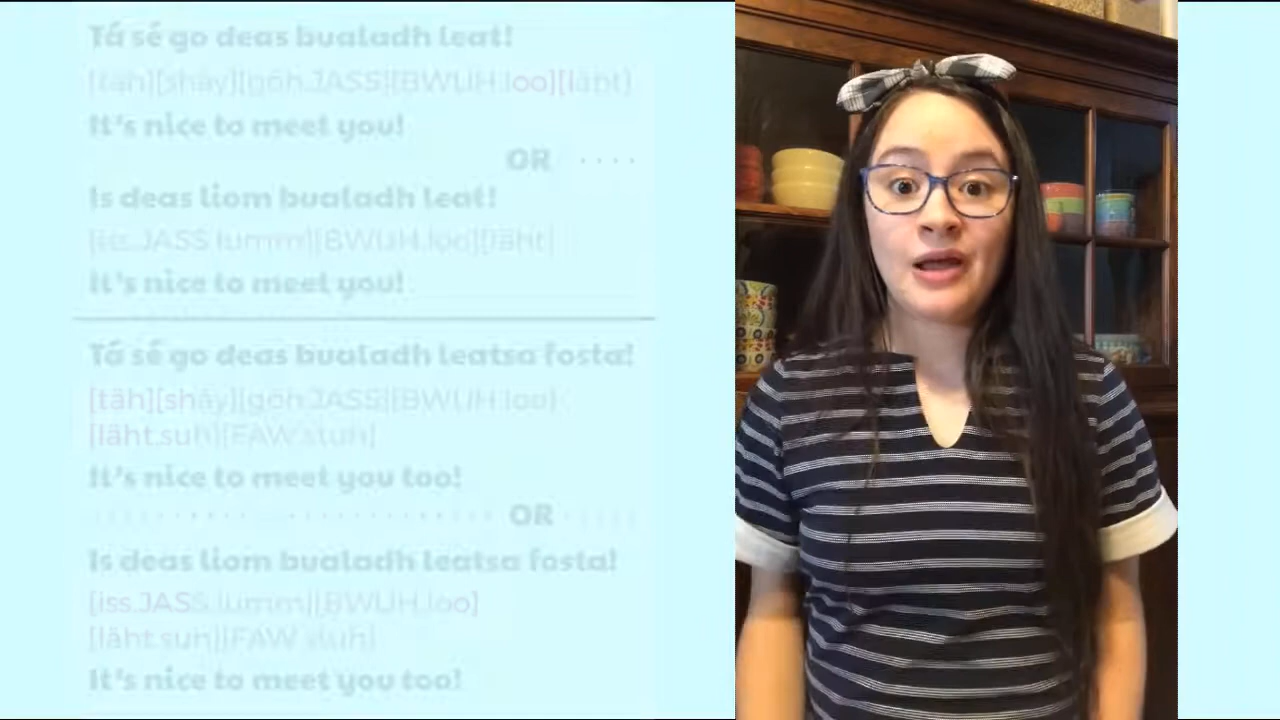 Tá sé go deas bualadh leat!
[tāh][shāy][gōh.JASS][BWUH.loo][lāht]
It's nice to meet you!
OR
Is deas liom bualadh leat!
[iss.JASS.lumm][BWUH.loo][lāht]
It's nice to meet you!
Tá sé go deas bualadh leatsa fosta!
[tāh][shāy][gōh.JASS][BWUH.loo]
[lāht.suh][FAW.stuh]
It's nice to meet you too!
OR
Is deas liom bualadh leatsa fosta!
[iss.JASS.lumm][BWUH.loo]
[lāht.suh][FAW.stuh]
It's nice to meet you too!